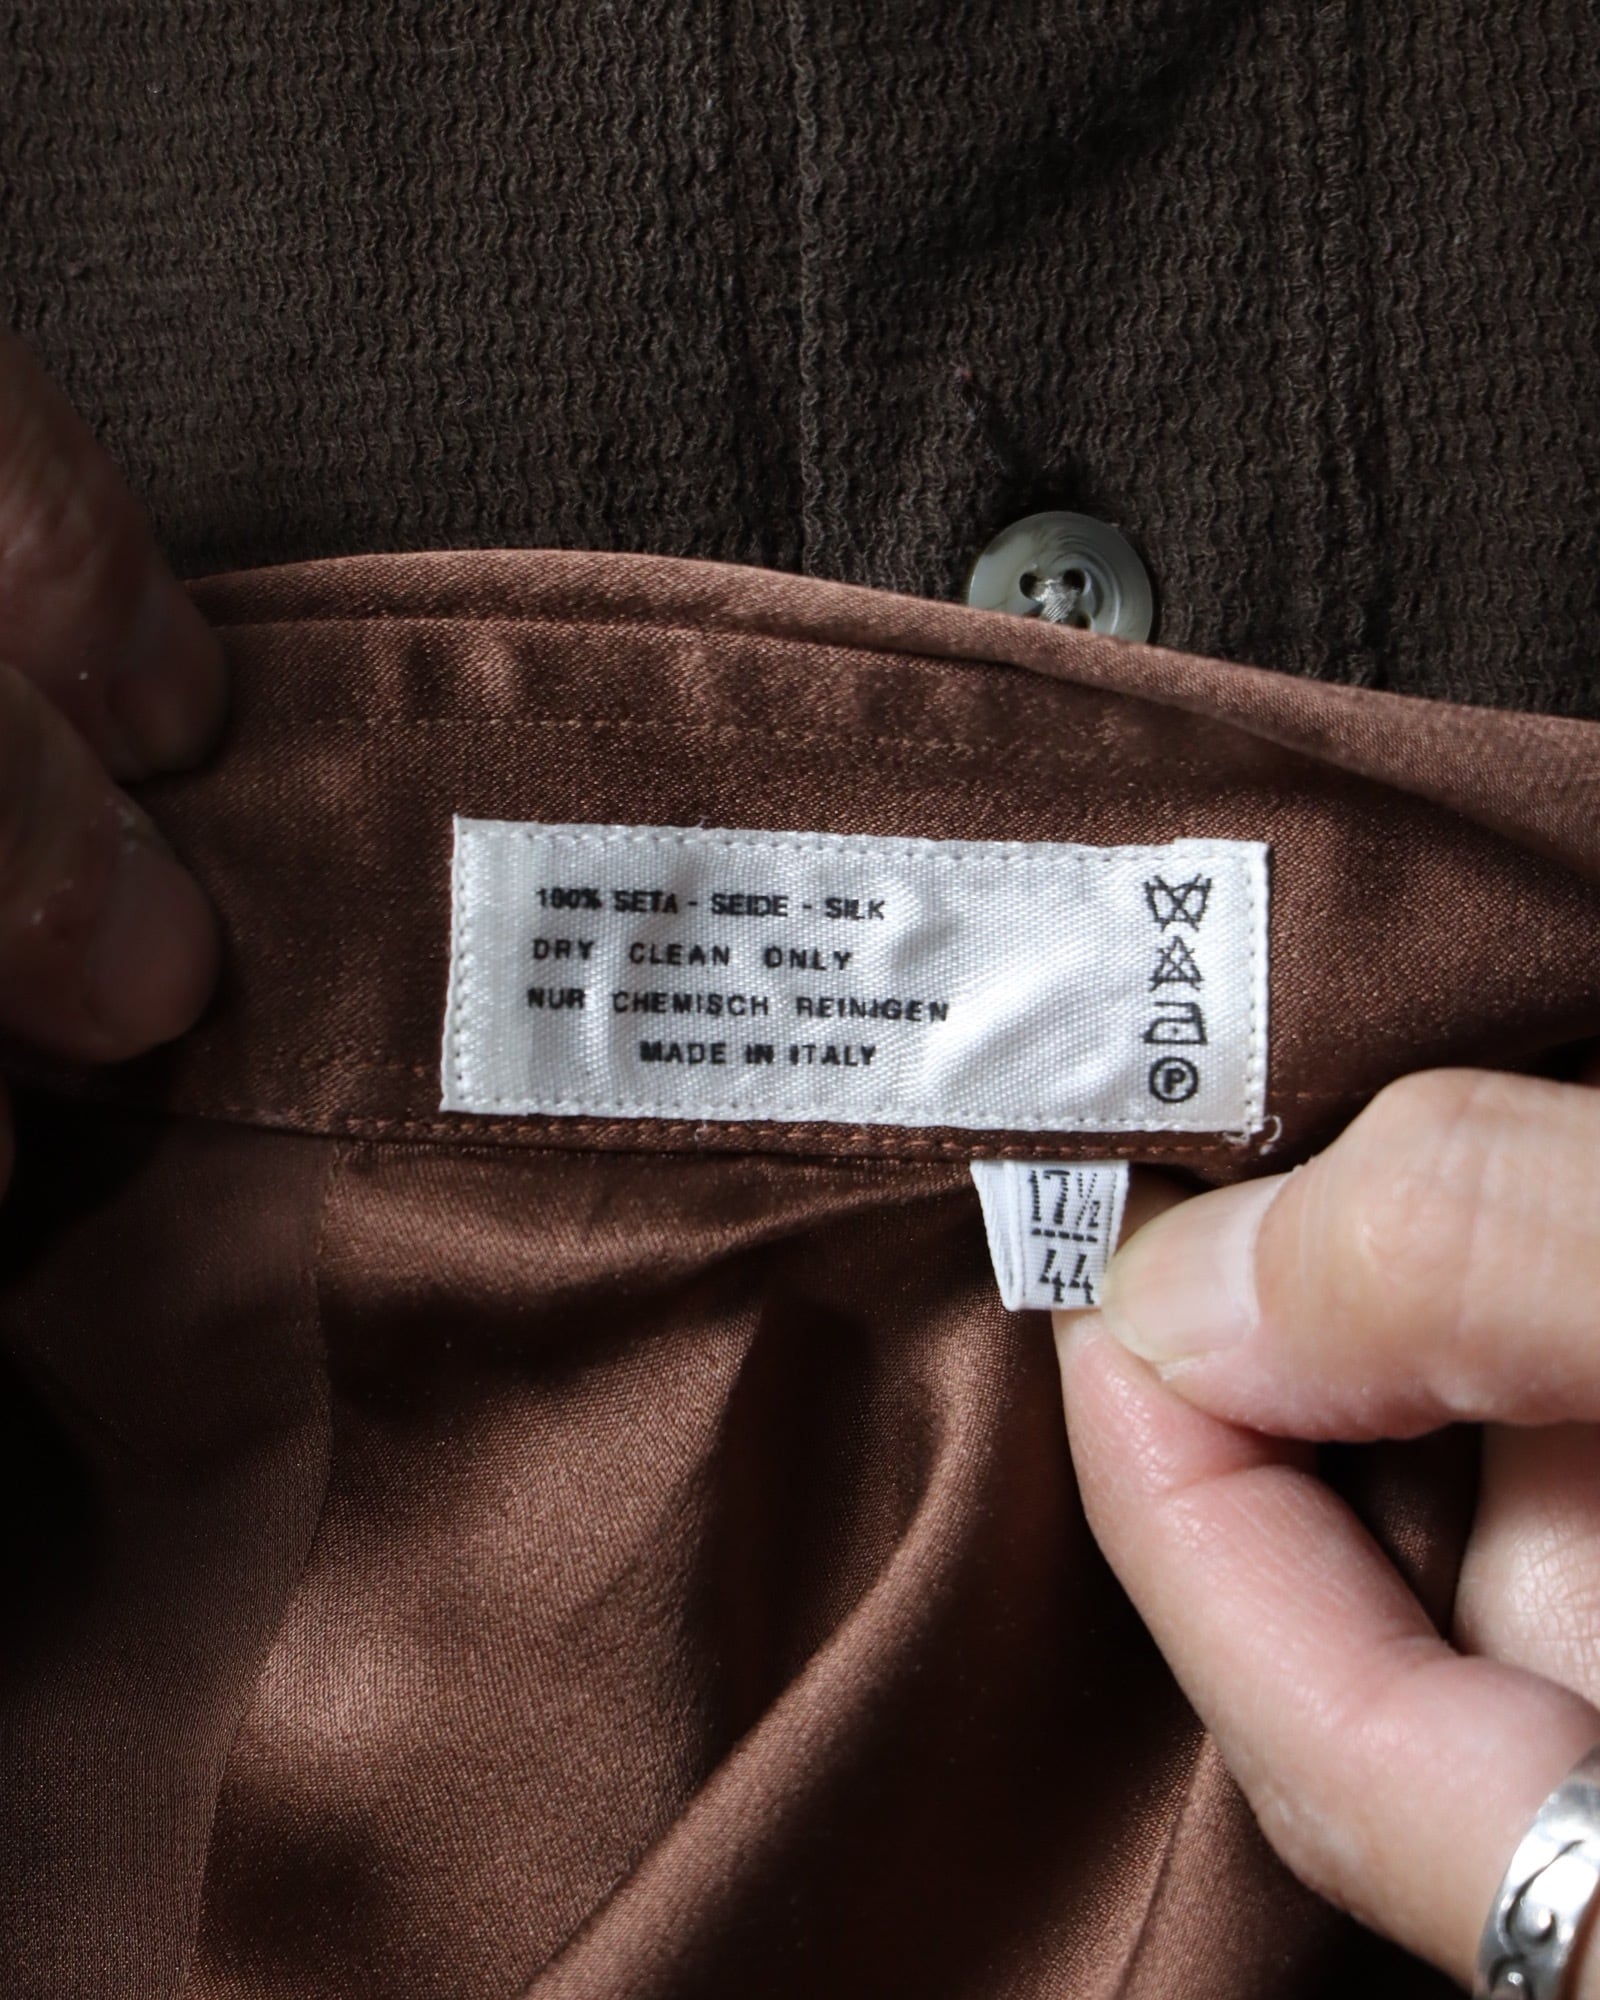 100% SETA - SEIDE - SILK
DRY CLEAN ONLY
NUR CHEMISCH REINIGEN
MADE IN ITALY
P
17½
44